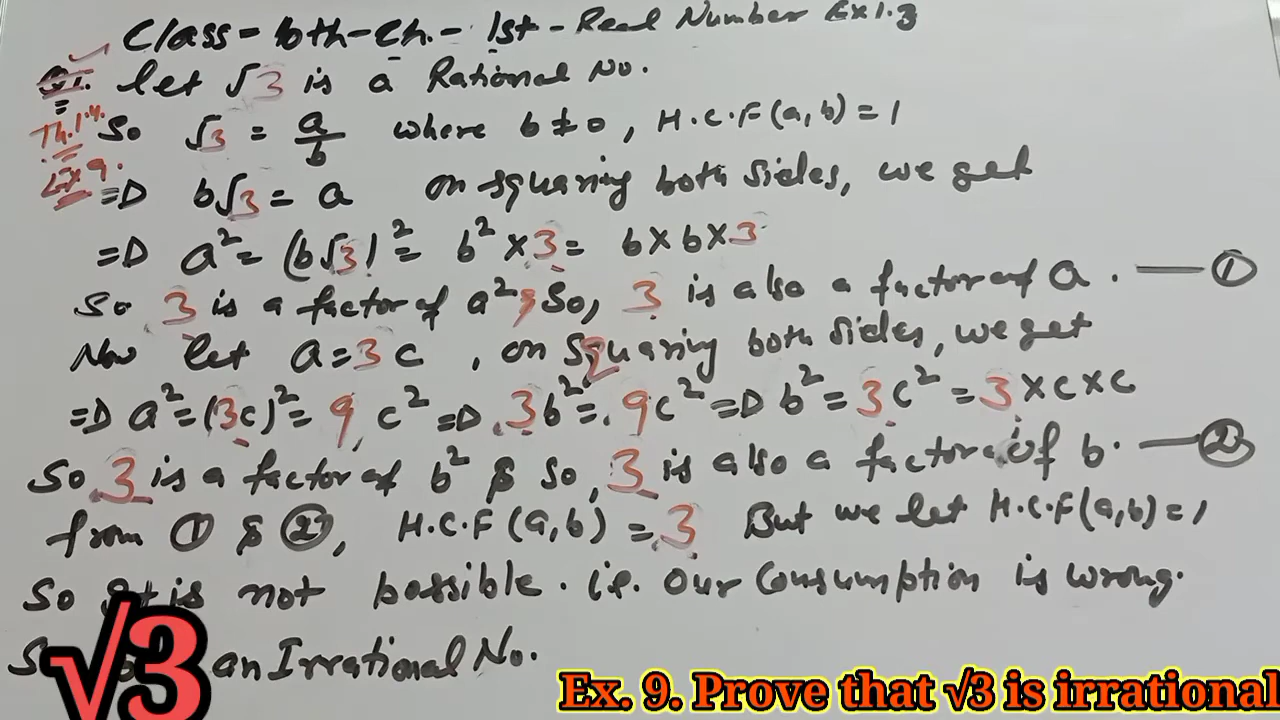 Class - 10th - Ch. - 1st - Real Number Ex 1.3
Q1. let √3 is a Rational No.
Th.1.4. So √3 = a/b where b ≠ 0, H.C.F(a,b) = 1
Ex 9. => b√3 = a on squaring both sides, we get
=> a² = (b√3)² = b² × 3 = b × b × 3
So 3 is a factor of a² & So, 3 is also a factor of a. — ①
Now let a = 3c, on Squaring both sides, we get
=> a² = (3c)² = 9c² => 3b² = 9c² => b² = 3c² = 3 × c × c
So 3 is a factor of b² & So, 3 is also a factor of b. — ②
from ① & ②, H.C.F(a,b) = 3 But we let H.C.F(a,b) = 1
So It is not possible. i.e. our Consumption is wrong.
√3 an Irrational No.
Ex. 9. Prove that √3 is irrational